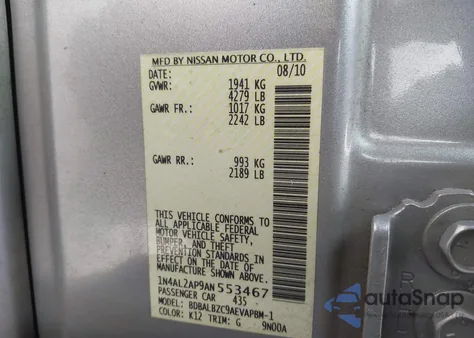 MFD BY NISSAN MOTOR CO., LTD.
DATE: 08/10
GVWR: 1941 KG
4279 LB
GAWR FR.: 1017 KG
2242 LB
GAWR RR.: 993 KG
2189 LB
THIS VEHICLE CONFORMS TO
ALL APPLICABLE FEDERAL
MOTOR VEHICLE SAFETY,
BUMPER, AND THEFT
PREVENTION STANDARDS IN
EFFECT ON THE DATE OF
MANUFACTURE SHOWN ABOVE.
1N4AL2AP9AN553467
PASSENGER CAR 435
MODEL: BDBALBZC9AEVAPBM-1
COLOR: K12 TRIM: G 9N00A
autoSnap